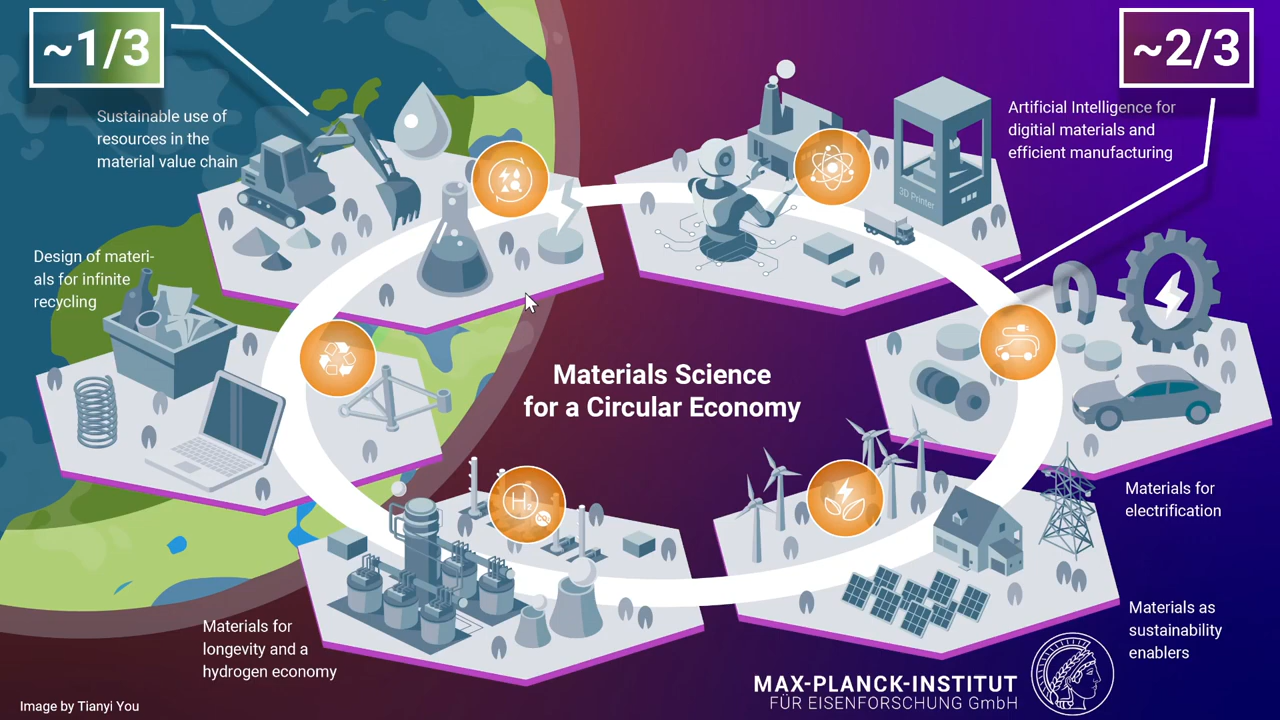 ~1/3
~2/3
Sustainable use of
resources in the
material value chain
Artificial Intelligence for
digitial materials and
efficient manufacturing
3D Printer
Design of materi-
als for infinite
recycling
Materials Science
for a Circular Economy
H₂
CO₂
Materials for
electrification
Materials for
longevity and a
hydrogen economy
Materials as
sustainability
enablers
MAX-PLANCK-INSTITUT
FÜR EISENFORSCHUNG GmbH
Image by Tianyi You